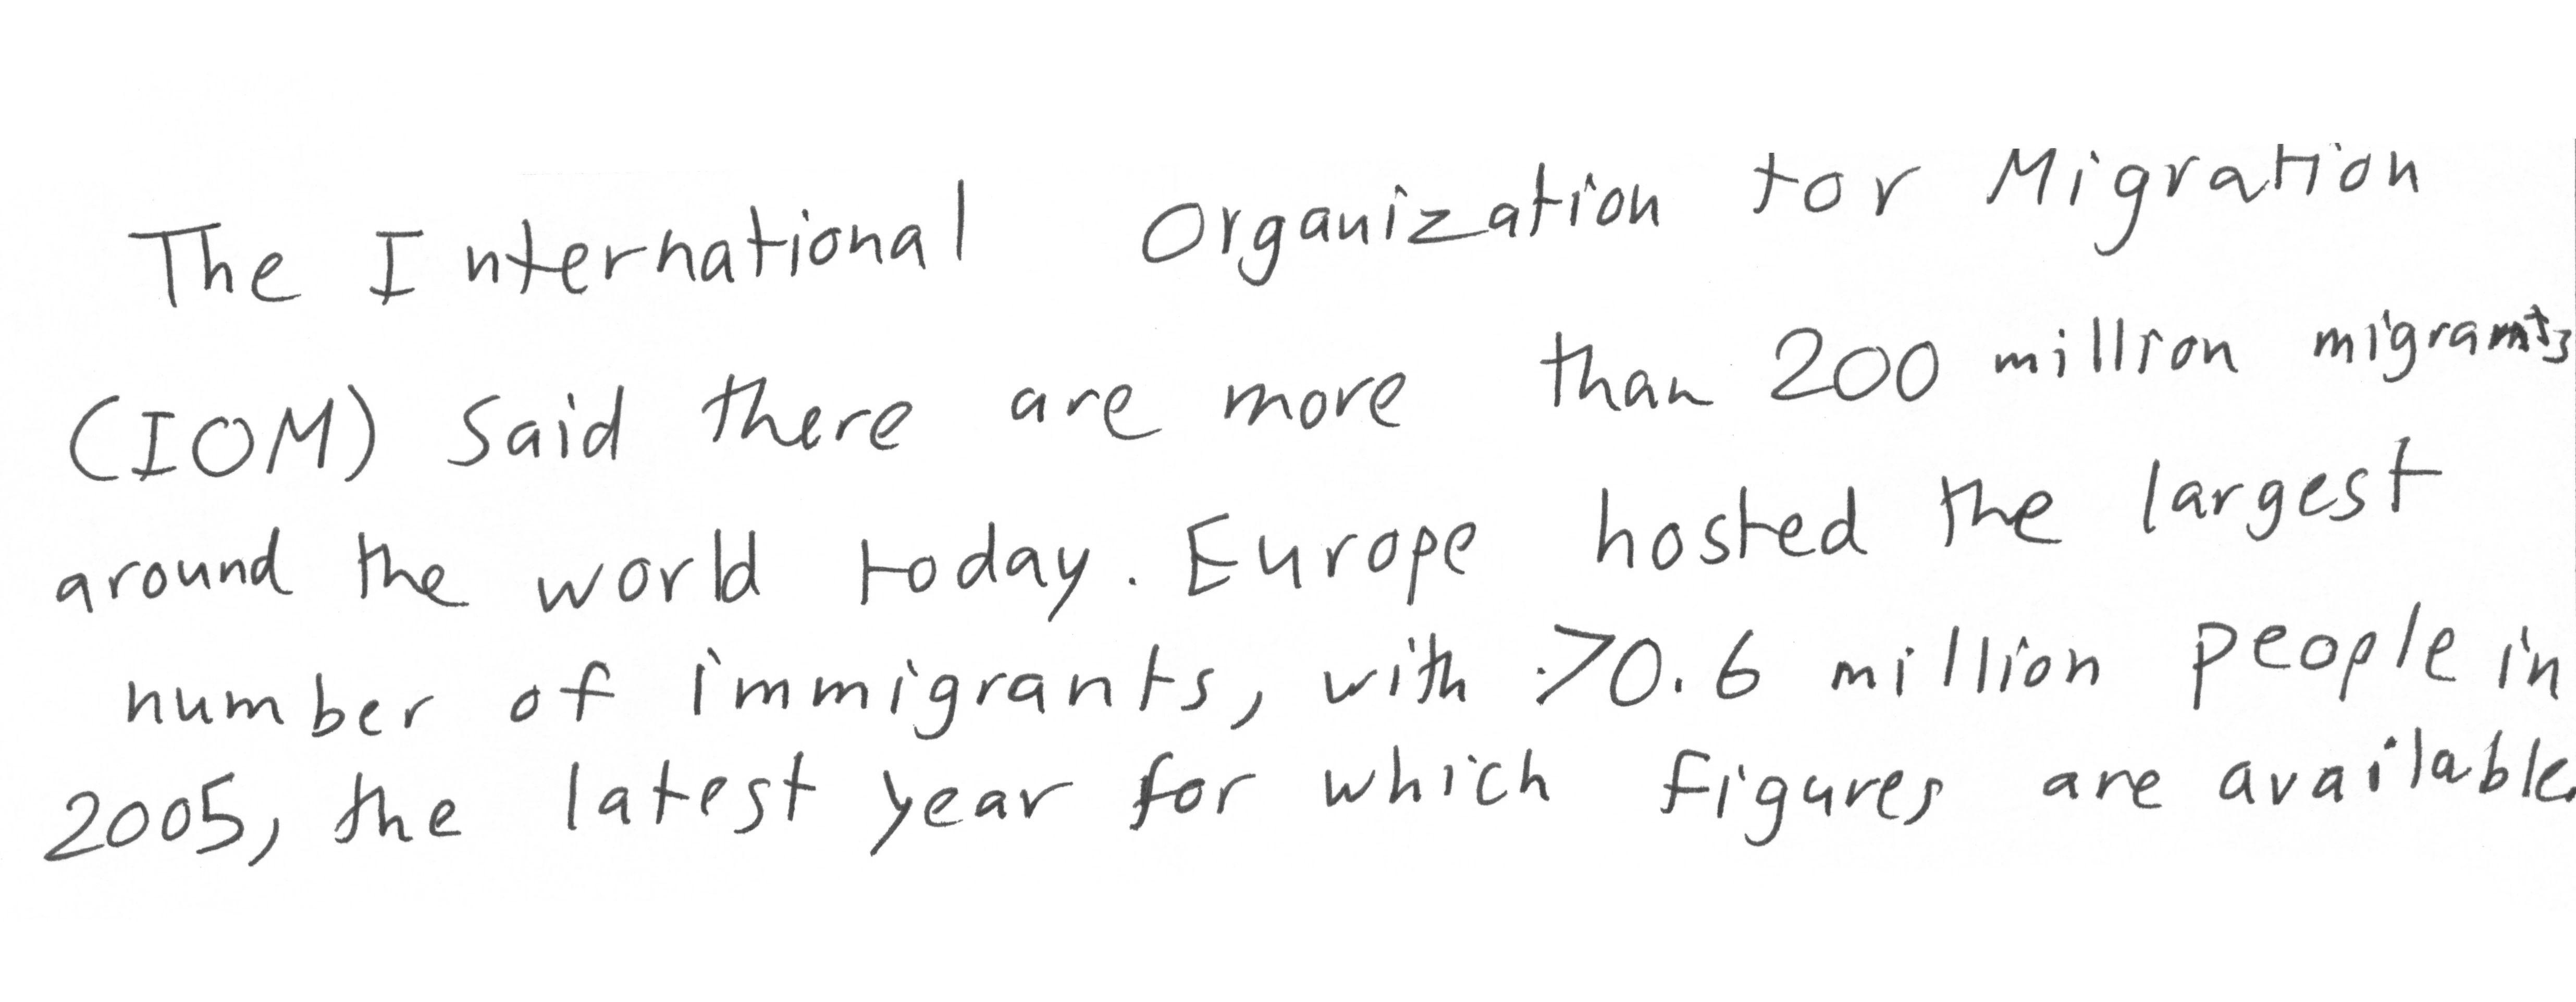 The International Organization for Migration
(IOM) said there are more than 200 million migrants
around the world today. Europe hosted the largest
number of immigrants, with 70.6 million people in
2005, the latest year for which figures are available.